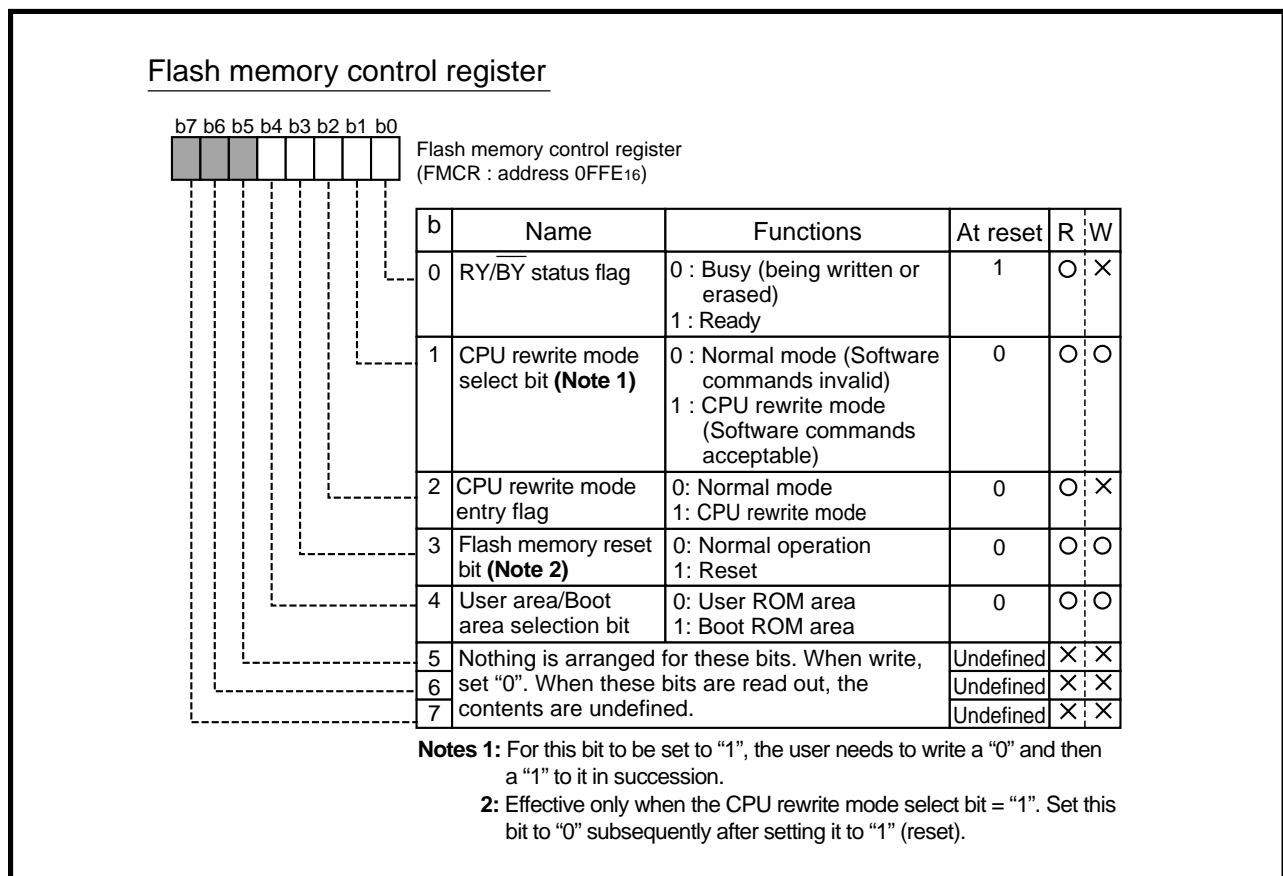 Flash memory control register
b7 b6 b5 b4 b3 b2 b1 b0
Flash memory control register
(FMCR : address 0FFE16)
b Name Functions At reset R W
0 RY/BY status flag 0 : Busy (being written or erased) 1 : Ready 1 O ×
1 CPU rewrite mode select bit (Note 1) 0 : Normal mode (Software commands invalid) 1 : CPU rewrite mode (Software commands acceptable) 0 O O
2 CPU rewrite mode entry flag 0: Normal mode 1: CPU rewrite mode 0 O ×
3 Flash memory reset bit (Note 2) 0: Normal operation 1: Reset 0 O O
4 User area/Boot area selection bit 0: User ROM area 1: Boot ROM area 0 O O
5 Nothing is arranged for these bits. When write, Undefined × ×
6 set “0”. When these bits are read out, the Undefined × ×
7 contents are undefined. Undefined × ×
Notes 1: For this bit to be set to “1”, the user needs to write a “0” and then
a “1” to it in succession.
2: Effective only when the CPU rewrite mode select bit = “1”. Set this
bit to “0” subsequently after setting it to “1” (reset).